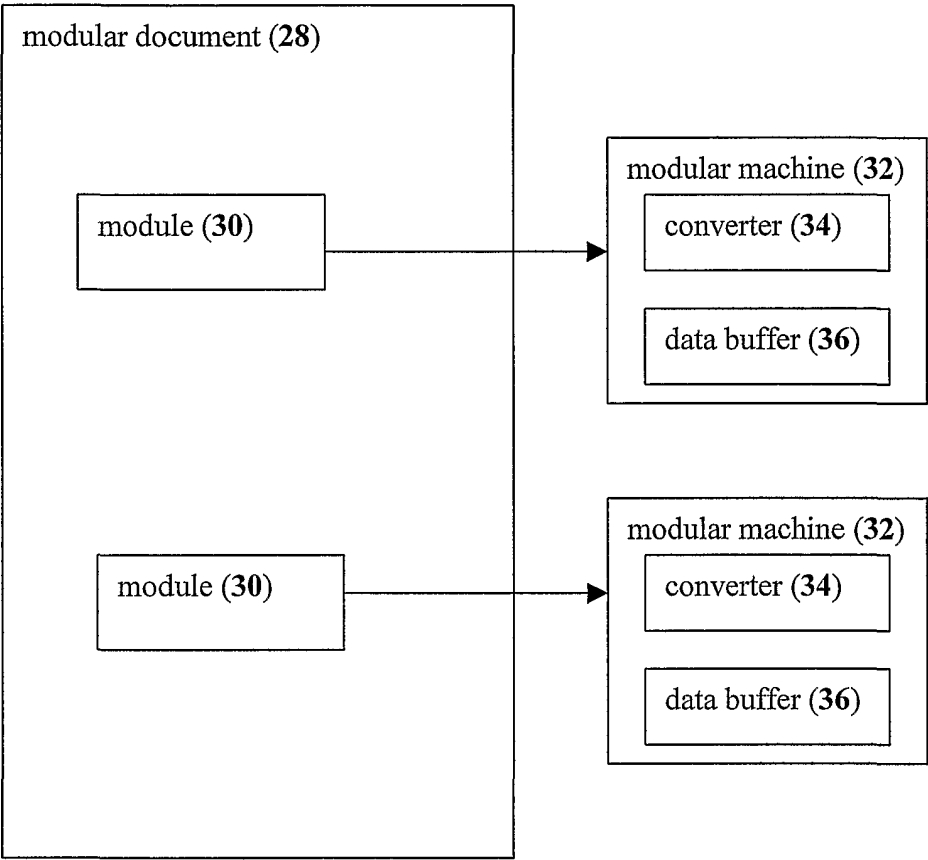 modular document (28)
module (30)
modular machine (32)
converter (34)
data buffer (36)
module (30)
modular machine (32)
converter (34)
data buffer (36)